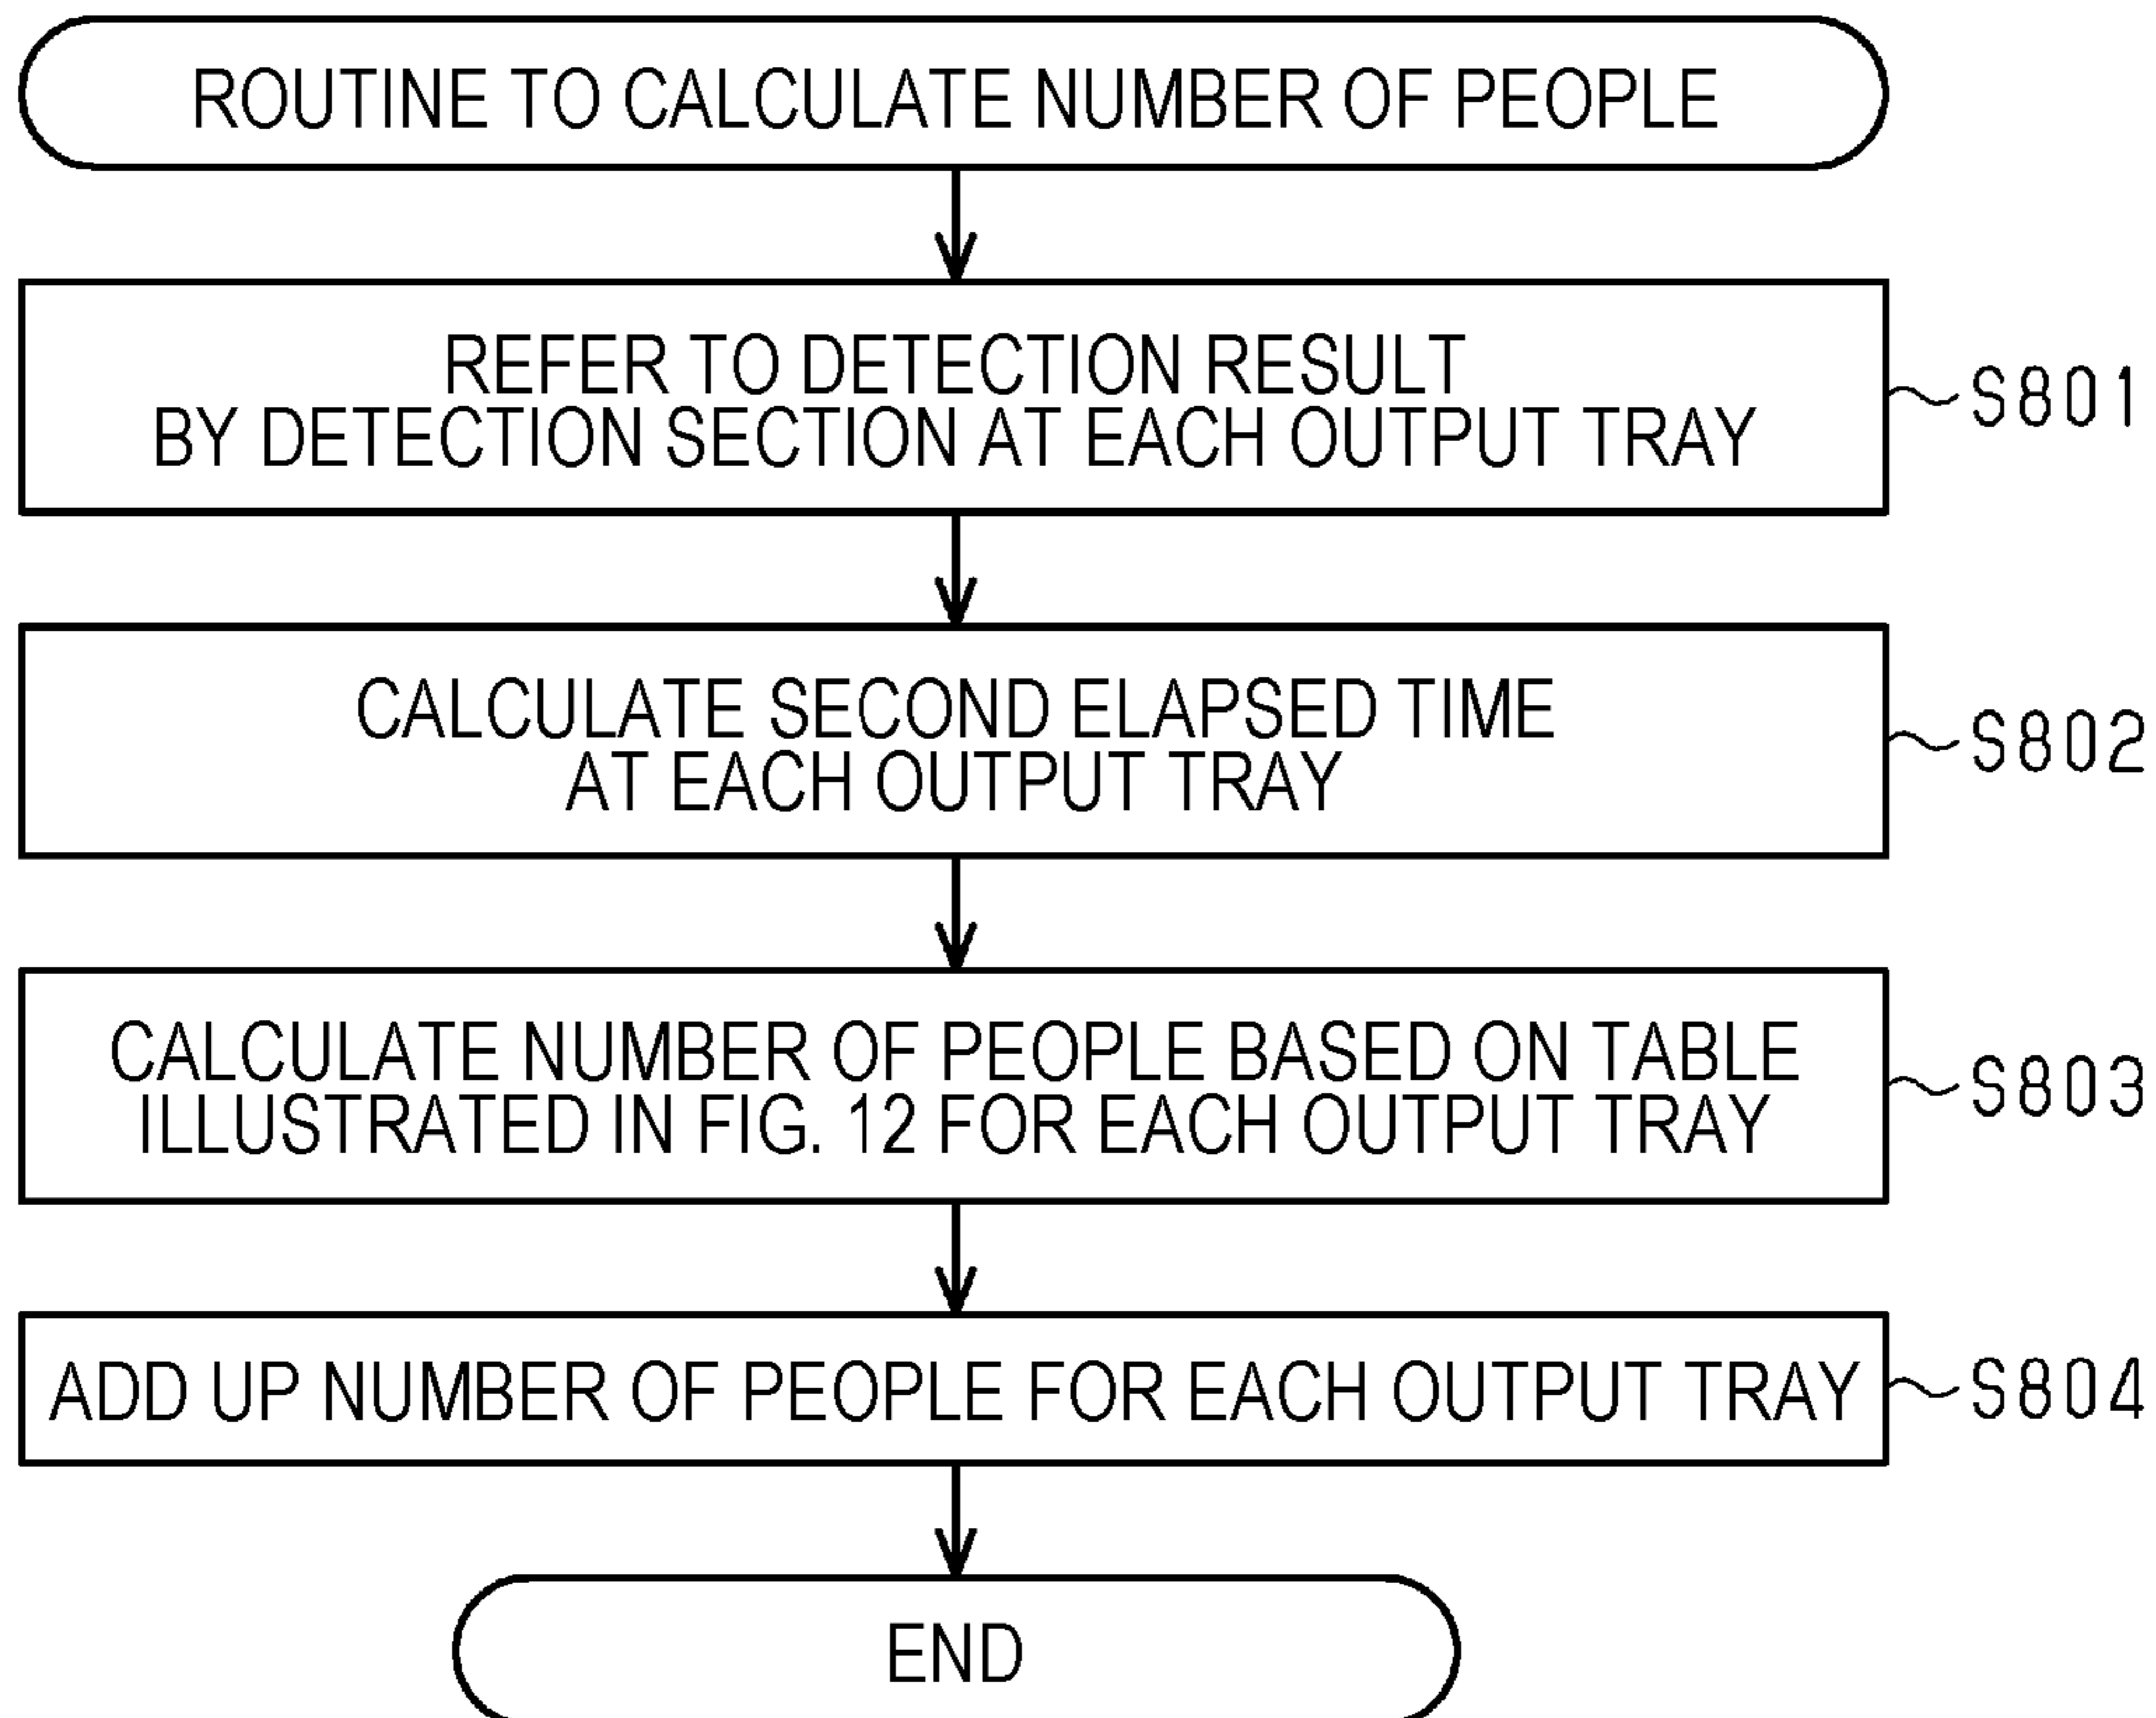 ROUTINE TO CALCULATE NUMBER OF PEOPLE
REFER TO DETECTION RESULT
BY DETECTION SECTION AT EACH OUTPUT TRAY
S801
CALCULATE SECOND ELAPSED TIME
AT EACH OUTPUT TRAY
S802
CALCULATE NUMBER OF PEOPLE BASED ON TABLE
ILLUSTRATED IN FIG. 12 FOR EACH OUTPUT TRAY
S803
ADD UP NUMBER OF PEOPLE FOR EACH OUTPUT TRAY
S804
END